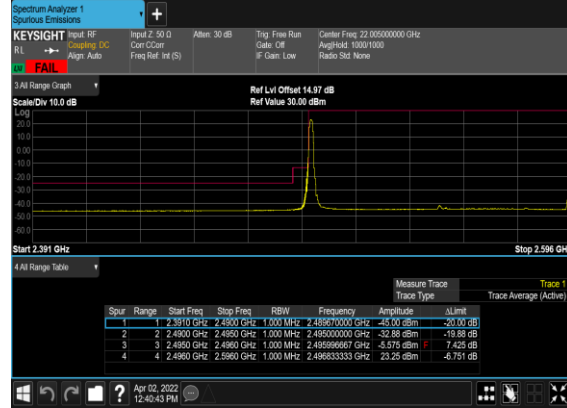 Spectrum Analyzer 1
Spurious Emissions
KEYSIGHT Input: RF Input Z: 50 Ω Atten: 30 dB Trig: Free Run Center Freq: 22.005000000 GHz
RL Coupling: DC Corr CCorr Gate: Off Avg|Hold: 1000/1000
Align: Auto Freq Ref: Int (S) IF Gain: Low Radio Std: None
FAIL
3 All Range Graph
Ref Lvl Offset 14.97 dB
Scale/Div 10.0 dB Ref Value 30.00 dBm
Log
20.0
10.0
0.00
-10.0
-20.0
-30.0
-40.0
-50.0
-60.0
Start 2.391 GHz Stop 2.596 GH
4 All Range Table
Measure Trace Trace 1
Trace Type Trace Average (Active)
Spur Range Start Freq Stop Freq RBW Frequency Amplitude ΔLimit
1 1 2.3910 GHz 2.4900 GHz 1.000 MHz 2.489670000 GHz -45.00 dBm -20.00 dB
2 2 2.4900 GHz 2.4950 GHz 1.000 MHz 2.495000000 GHz -32.88 dBm -19.88 dB
3 3 2.4950 GHz 2.4960 GHz 1.000 MHz 2.495996667 GHz -5.575 dBm F 7.425 dB
4 4 2.4960 GHz 2.5960 GHz 1.000 MHz 2.496833333 GHz 23.25 dBm -6.751 dB
? Apr 02, 2022
12:40:43 PM